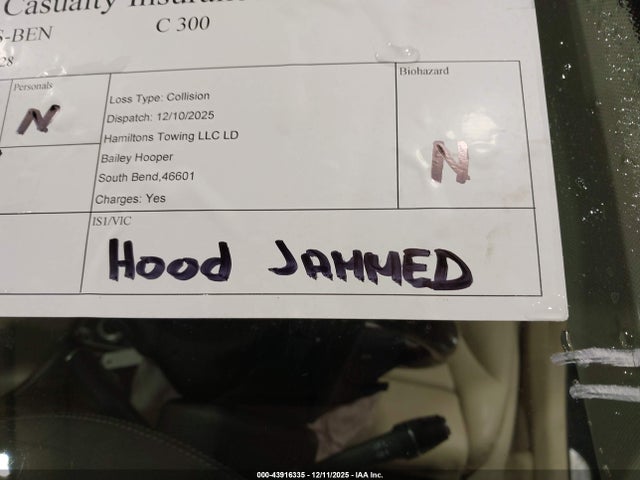 Casualty Insuran
S-BEN C 300
28
Personals
N
Loss Type: Collision
Dispatch: 12/10/2025
Hamiltons Towing LLC LD
Bailey Hooper
South Bend,46601
Charges: Yes
Biohazard
N
IS1/VIC
Hood JAMMED
000-43916335 - 12/11/2025 - IAA Inc.